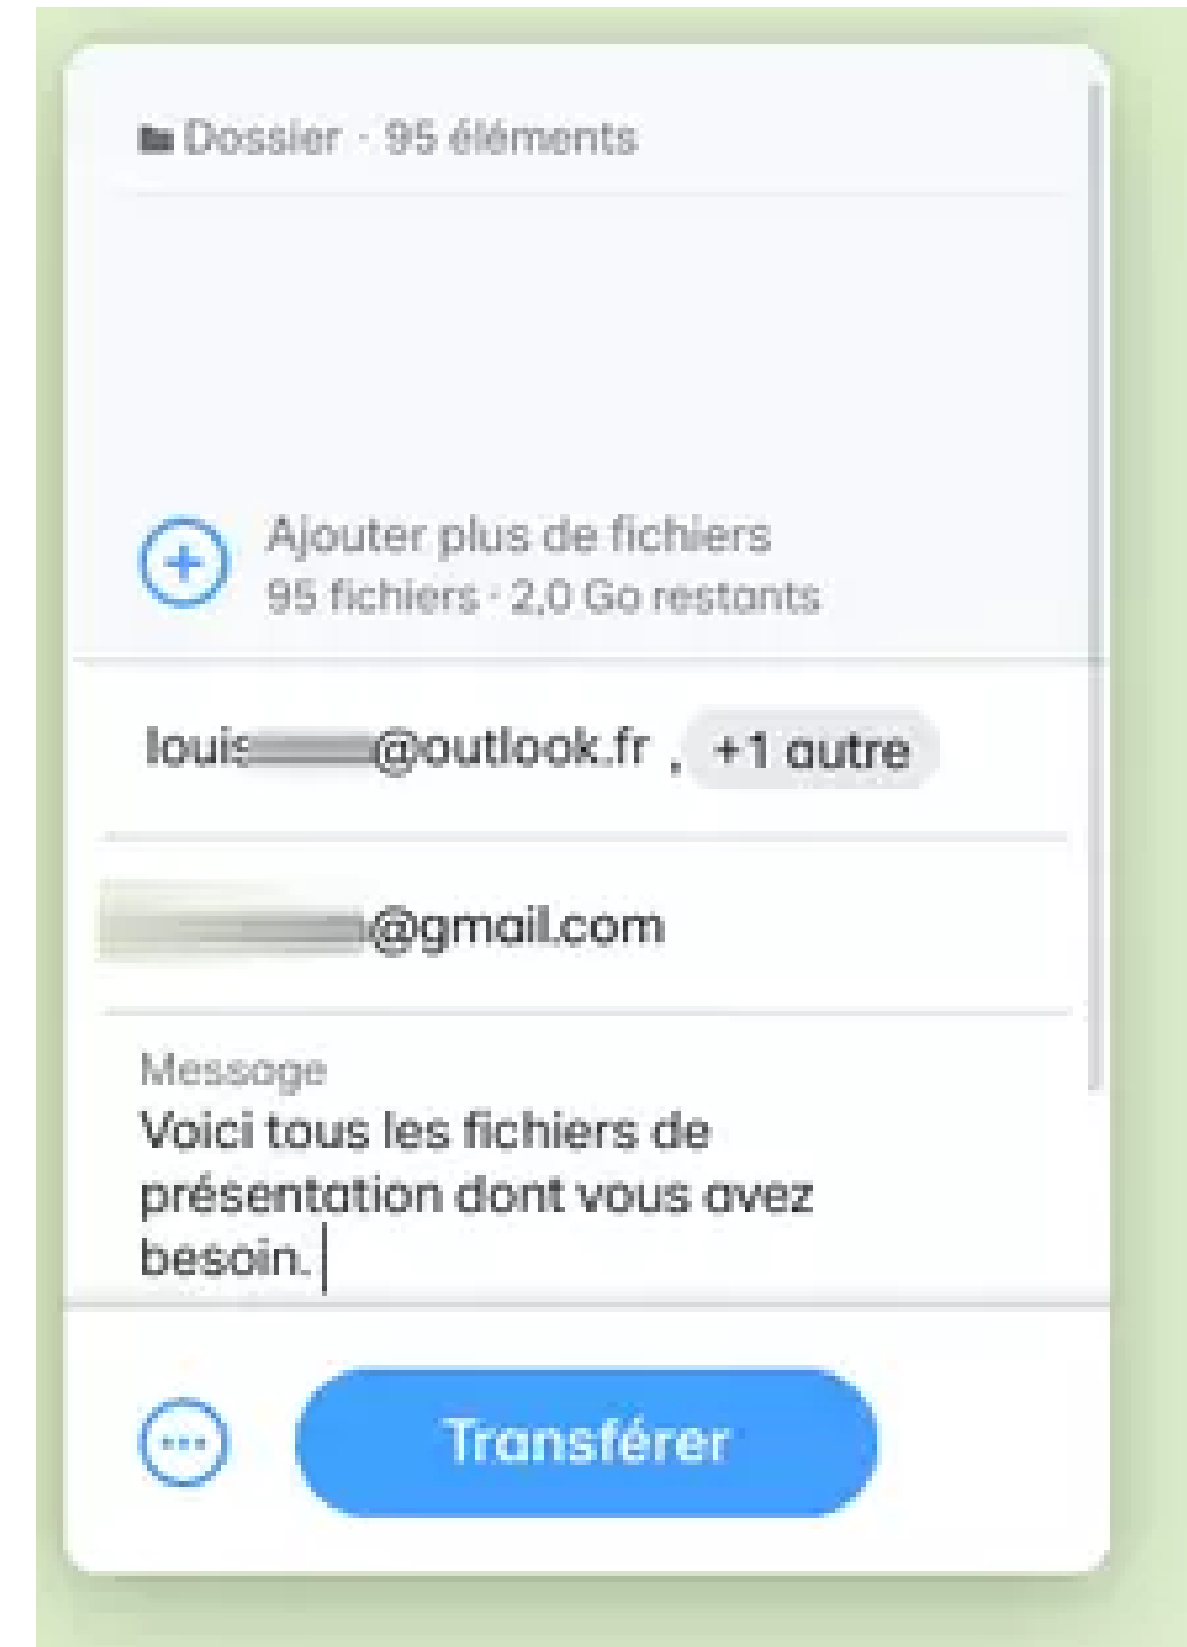 Dossier · 95 éléments
Ajouter plus de fichiers
95 fichiers · 2,0 Go restants
louis@outlook.fr , +1 autre
@gmail.com
Message
Voici tous les fichiers de
présentation dont vous avez
besoin.
Transférer